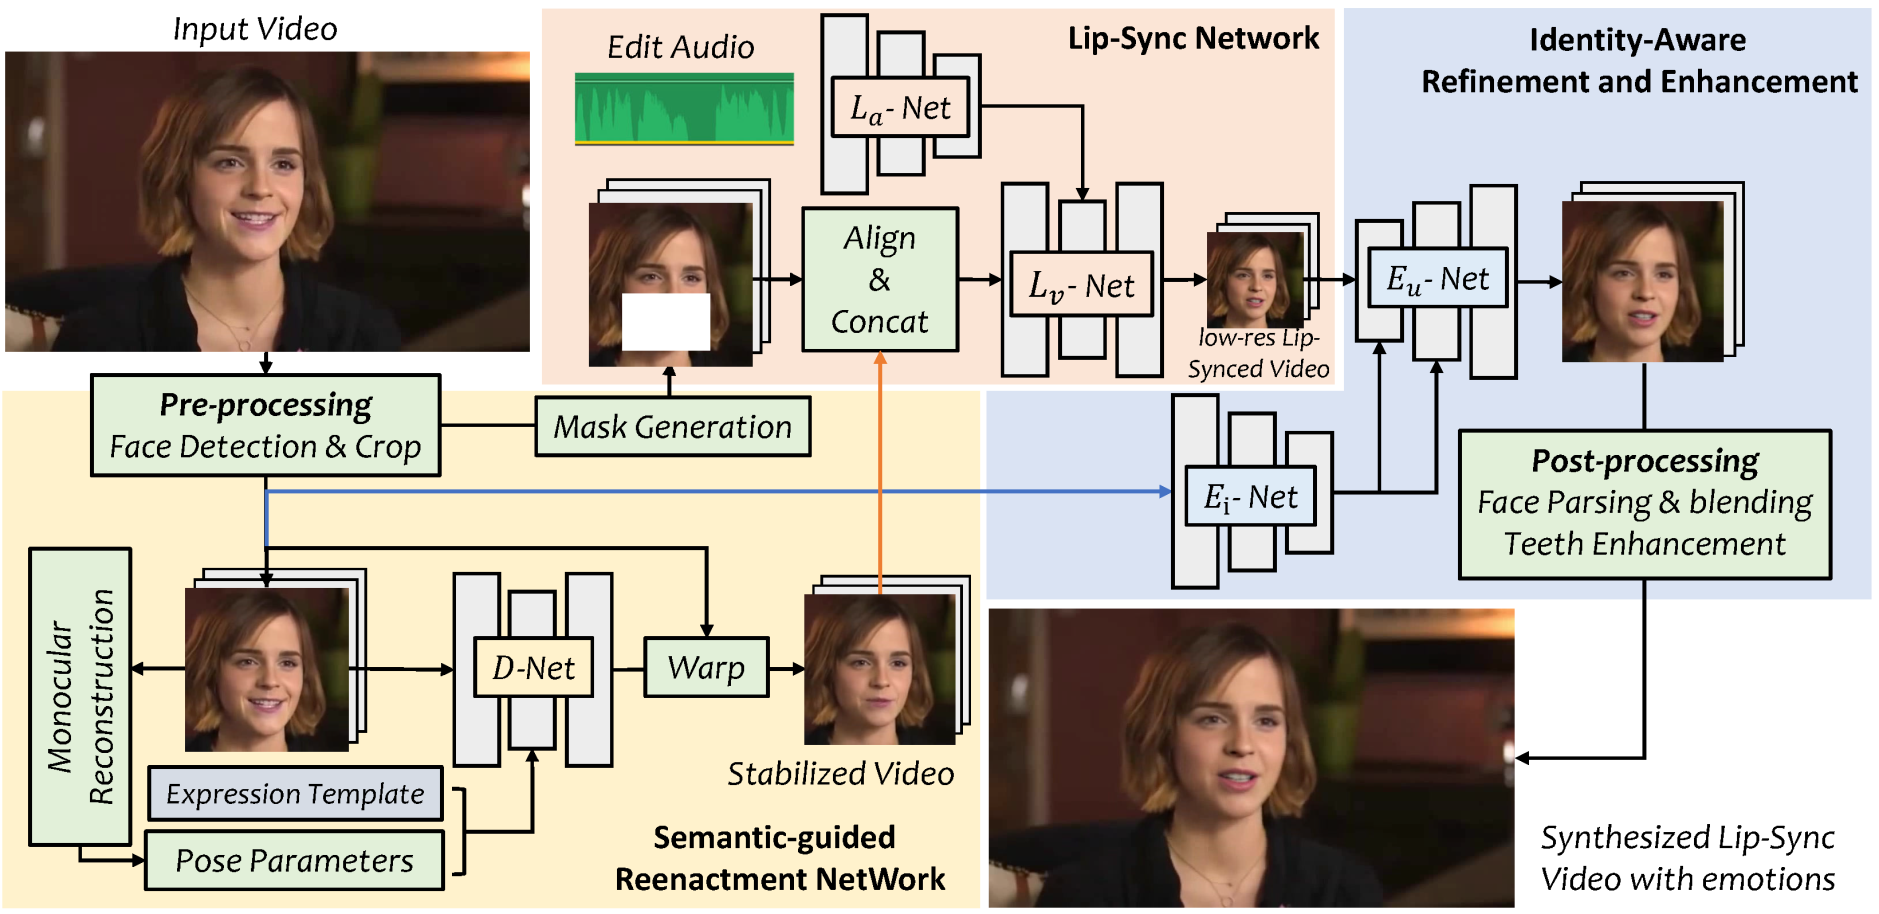 Input Video
Edit Audio
Lip-Sync Network
Identity-Aware
Refinement and Enhancement
Lₐ- Net
Align
&
Concat
Lᵥ- Net
Eᵤ- Net
low-res Lip-
Synced Video
Pre-processing
Face Detection & Crop
Mask Generation
Eᵢ- Net
Post-processing
Face Parsing & blending
Teeth Enhancement
Monocular
Reconstruction
D-Net
Warp
Stabilized Video
Expression Template
Pose Parameters
Semantic-guided
Reenactment NetWork
Synthesized Lip-Sync
Video with emotions